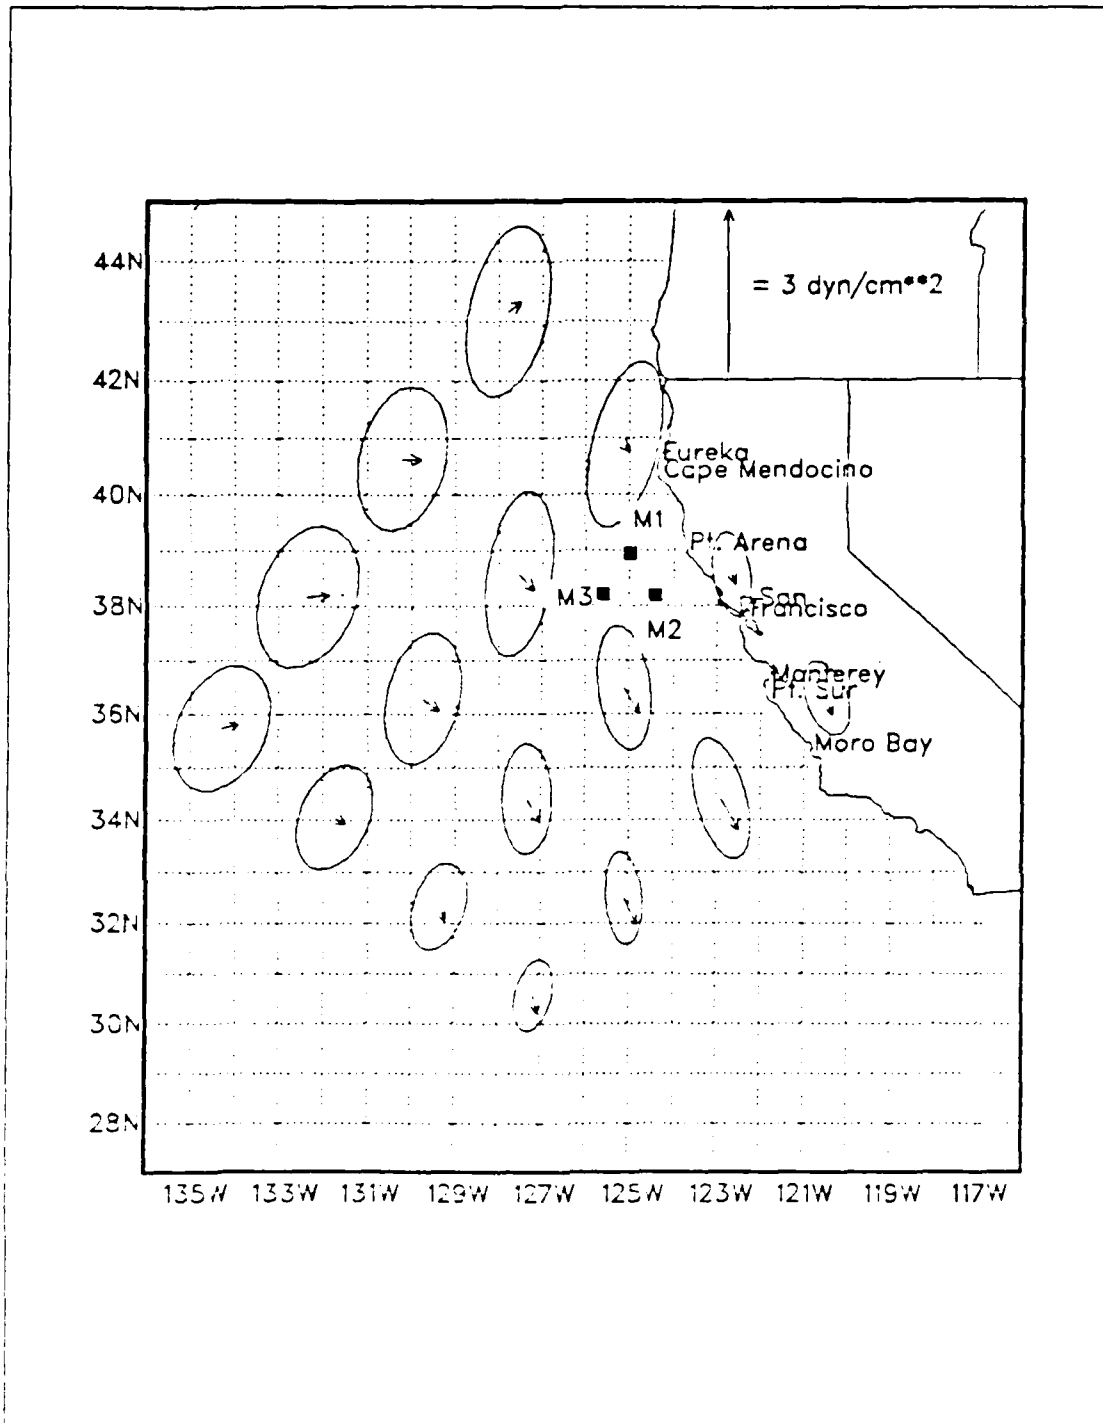 44N
= 3 dyn/cm**2
42N
Eureka
Cape Mendocino
40N
M1
Pt. Arena
38N
M3
San
Francisco
M2
Monterey
Pt. Sur
36N
Moro Bay
34N
32N
30N
28N
135W 133W 131W 129W 127W 125W 123W 121W 119W 117W